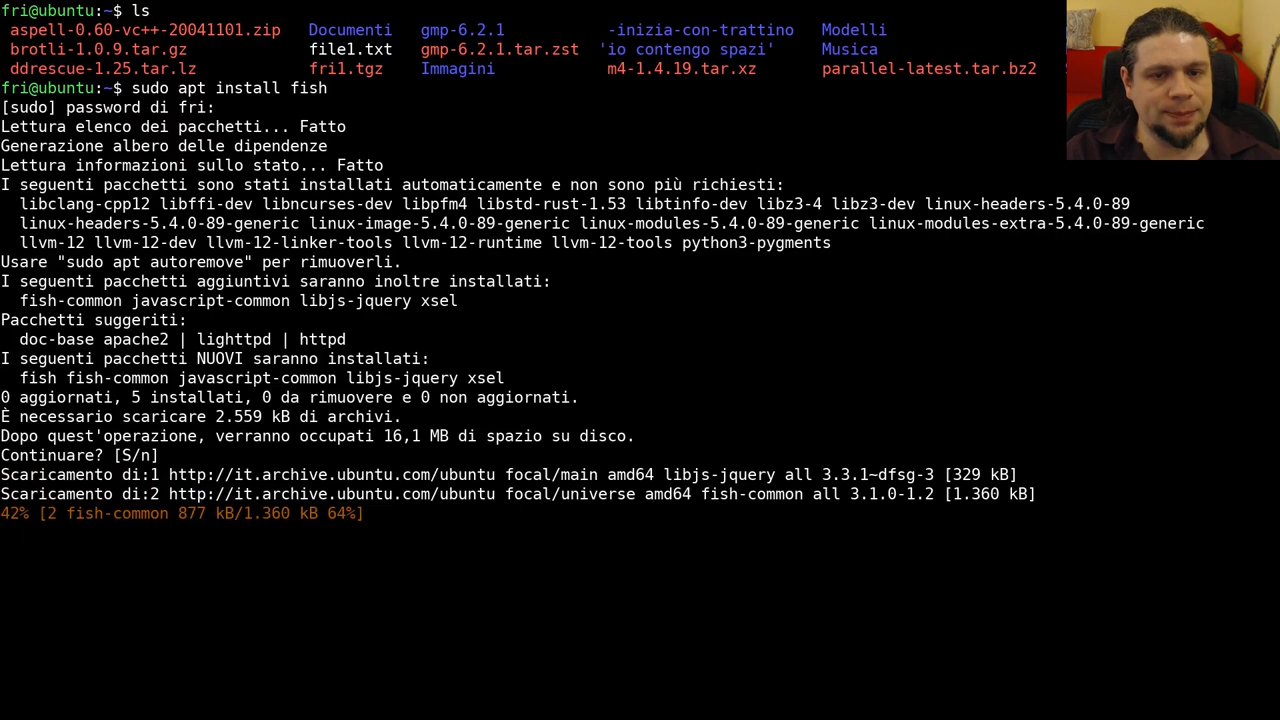 fri@ubuntu:~$ ls
aspell-0.60-vc++-20041101.zip Documenti gmp-6.2.1 -inizia-con-trattino Modelli
brotli-1.0.9.tar.gz file1.txt gmp-6.2.1.tar.zst 'io contengo spazi' Musica
ddrescue-1.25.tar.lz fri1.tgz Immagini m4-1.4.19.tar.xz parallel-latest.tar.bz2
fri@ubuntu:~$ sudo apt install fish
[sudo] password di fri:
Lettura elenco dei pacchetti... Fatto
Generazione albero delle dipendenze
Lettura informazioni sullo stato... Fatto
I seguenti pacchetti sono stati installati automaticamente e non sono più richiesti:
libclang-cpp12 libffi-dev libncurses-dev libpfm4 libstd-rust-1.53 libtinfo-dev libz3-4 libz3-dev linux-headers-5.4.0-89
linux-headers-5.4.0-89-generic linux-image-5.4.0-89-generic linux-modules-5.4.0-89-generic linux-modules-extra-5.4.0-89-generic
llvm-12 llvm-12-dev llvm-12-linker-tools llvm-12-runtime llvm-12-tools python3-pygments
Usare "sudo apt autoremove" per rimuoverli.
I seguenti pacchetti aggiuntivi saranno inoltre installati:
fish-common javascript-common libjs-jquery xsel
Pacchetti suggeriti:
doc-base apache2 | lighttpd | httpd
I seguenti pacchetti NUOVI saranno installati:
fish fish-common javascript-common libjs-jquery xsel
0 aggiornati, 5 installati, 0 da rimuovere e 0 non aggiornati.
È necessario scaricare 2.559 kB di archivi.
Dopo quest'operazione, verranno occupati 16,1 MB di spazio su disco.
Continuare? [S/n]
Scaricamento di:1 http://it.archive.ubuntu.com/ubuntu focal/main amd64 libjs-jquery all 3.3.1~dfsg-3 [329 kB]
Scaricamento di:2 http://it.archive.ubuntu.com/ubuntu focal/universe amd64 fish-common all 3.1.0-1.2 [1.360 kB]
42% [2 fish-common 877 kB/1.360 kB 64%]